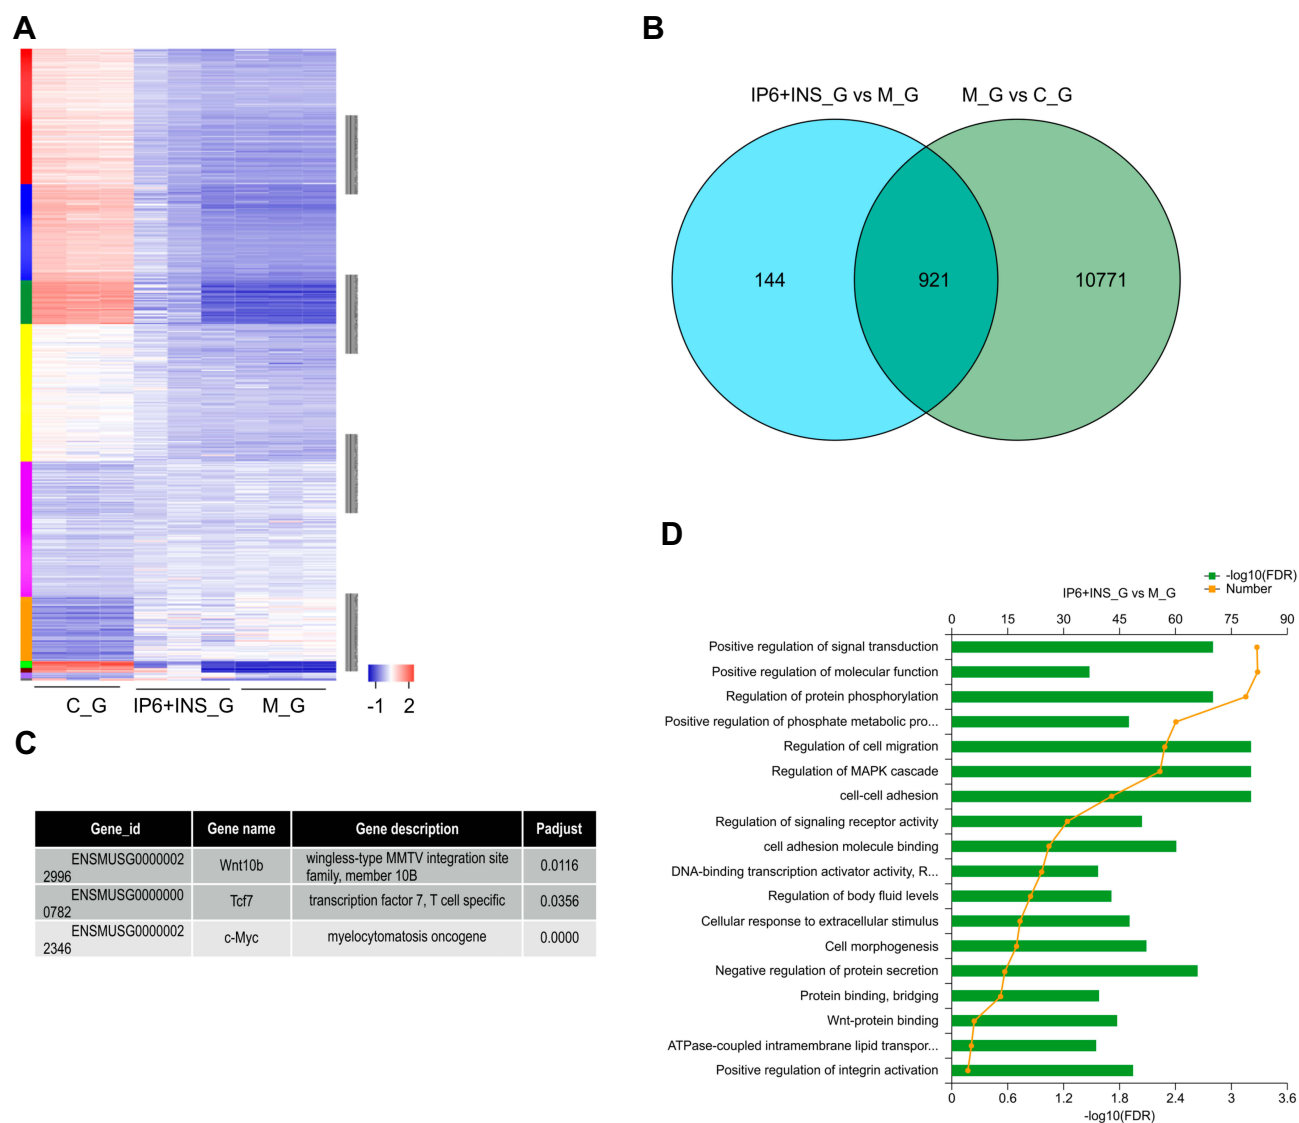 A
C_G
IP6+INS_G
M_G
-1
2
B
IP6+INS_G vs M_G
M_G vs C_G
144
921
10771
C
Gene_id
Gene name
Gene description
Padjust
ENSMUSG0000002
2996
Wnt10b
wingless-type MMTV integration site
family, member 10B
0.0116
ENSMUSG0000000
0782
Tcf7
transcription factor 7, T cell specific
0.0356
ENSMUSG0000002
2346
c-Myc
myelocytomatosis oncogene
0.0000
D
-log10(FDR)
Number
IP6+INS_G vs M_G
0 15 30 45 60 75 90
Positive regulation of signal transduction
Positive regulation of molecular function
Regulation of protein phosphorylation
Positive regulation of phosphate metabolic pro...
Regulation of cell migration
Regulation of MAPK cascade
cell-cell adhesion
Regulation of signaling receptor activity
cell adhesion molecule binding
DNA-binding transcription activator activity, R...
Regulation of body fluid levels
Cellular response to extracellular stimulus
Cell morphogenesis
Negative regulation of protein secretion
Protein binding, bridging
Wnt-protein binding
ATPase-coupled intramembrane lipid transpor...
Positive regulation of integrin activation
0 0.6 1.2 1.8 2.4 3 3.6
-log10(FDR)